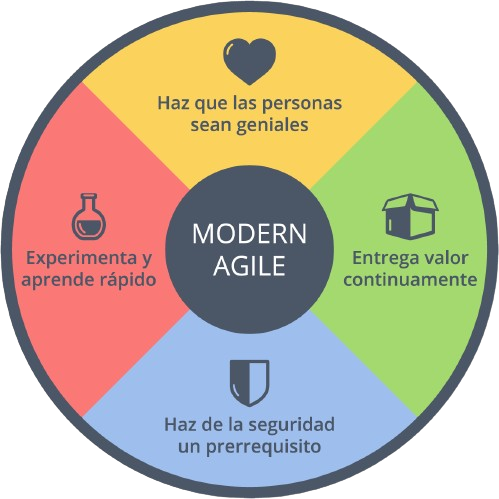 Haz que las personas
sean geniales
Experimenta y
aprende rápido
MODERN
AGILE
Entrega valor
continuamente
Haz de la seguridad
un prerrequisito